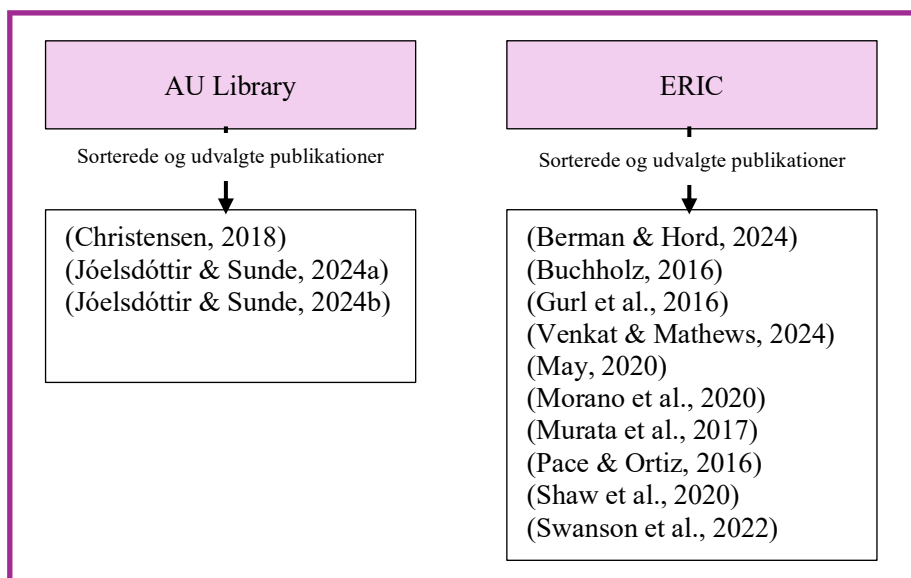 AU Library
Sorterede og udvalgte publikationer
(Christensen, 2018)
(Jóelsdóttir & Sunde, 2024a)
(Jóelsdóttir & Sunde, 2024b)
ERIC
Sorterede og udvalgte publikationer
(Berman & Hord, 2024)
(Buchholz, 2016)
(Gurl et al., 2016)
(Venkat & Mathews, 2024)
(May, 2020)
(Morano et al., 2020)
(Murata et al., 2017)
(Pace & Ortiz, 2016)
(Shaw et al., 2020)
(Swanson et al., 2022)